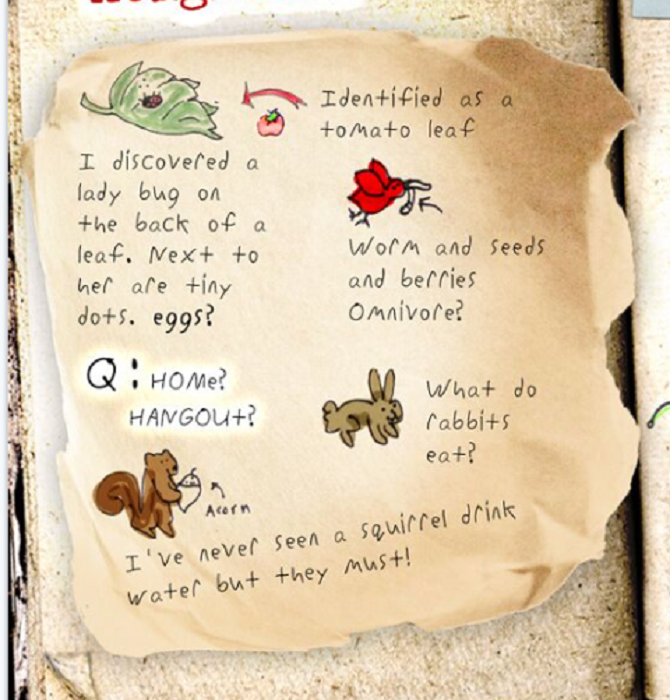 Identified as a
tomato leaf
I discovered a
lady bug on
the back of a
leaf. Next to
her are tiny
dots. eggs?
Worm and seeds
and berries
Omnivore?
Q: HOMe?
HANGOUt?
What do
rabbits
eat?
Acorn
I've never seen a squirrel drink
water but they must!